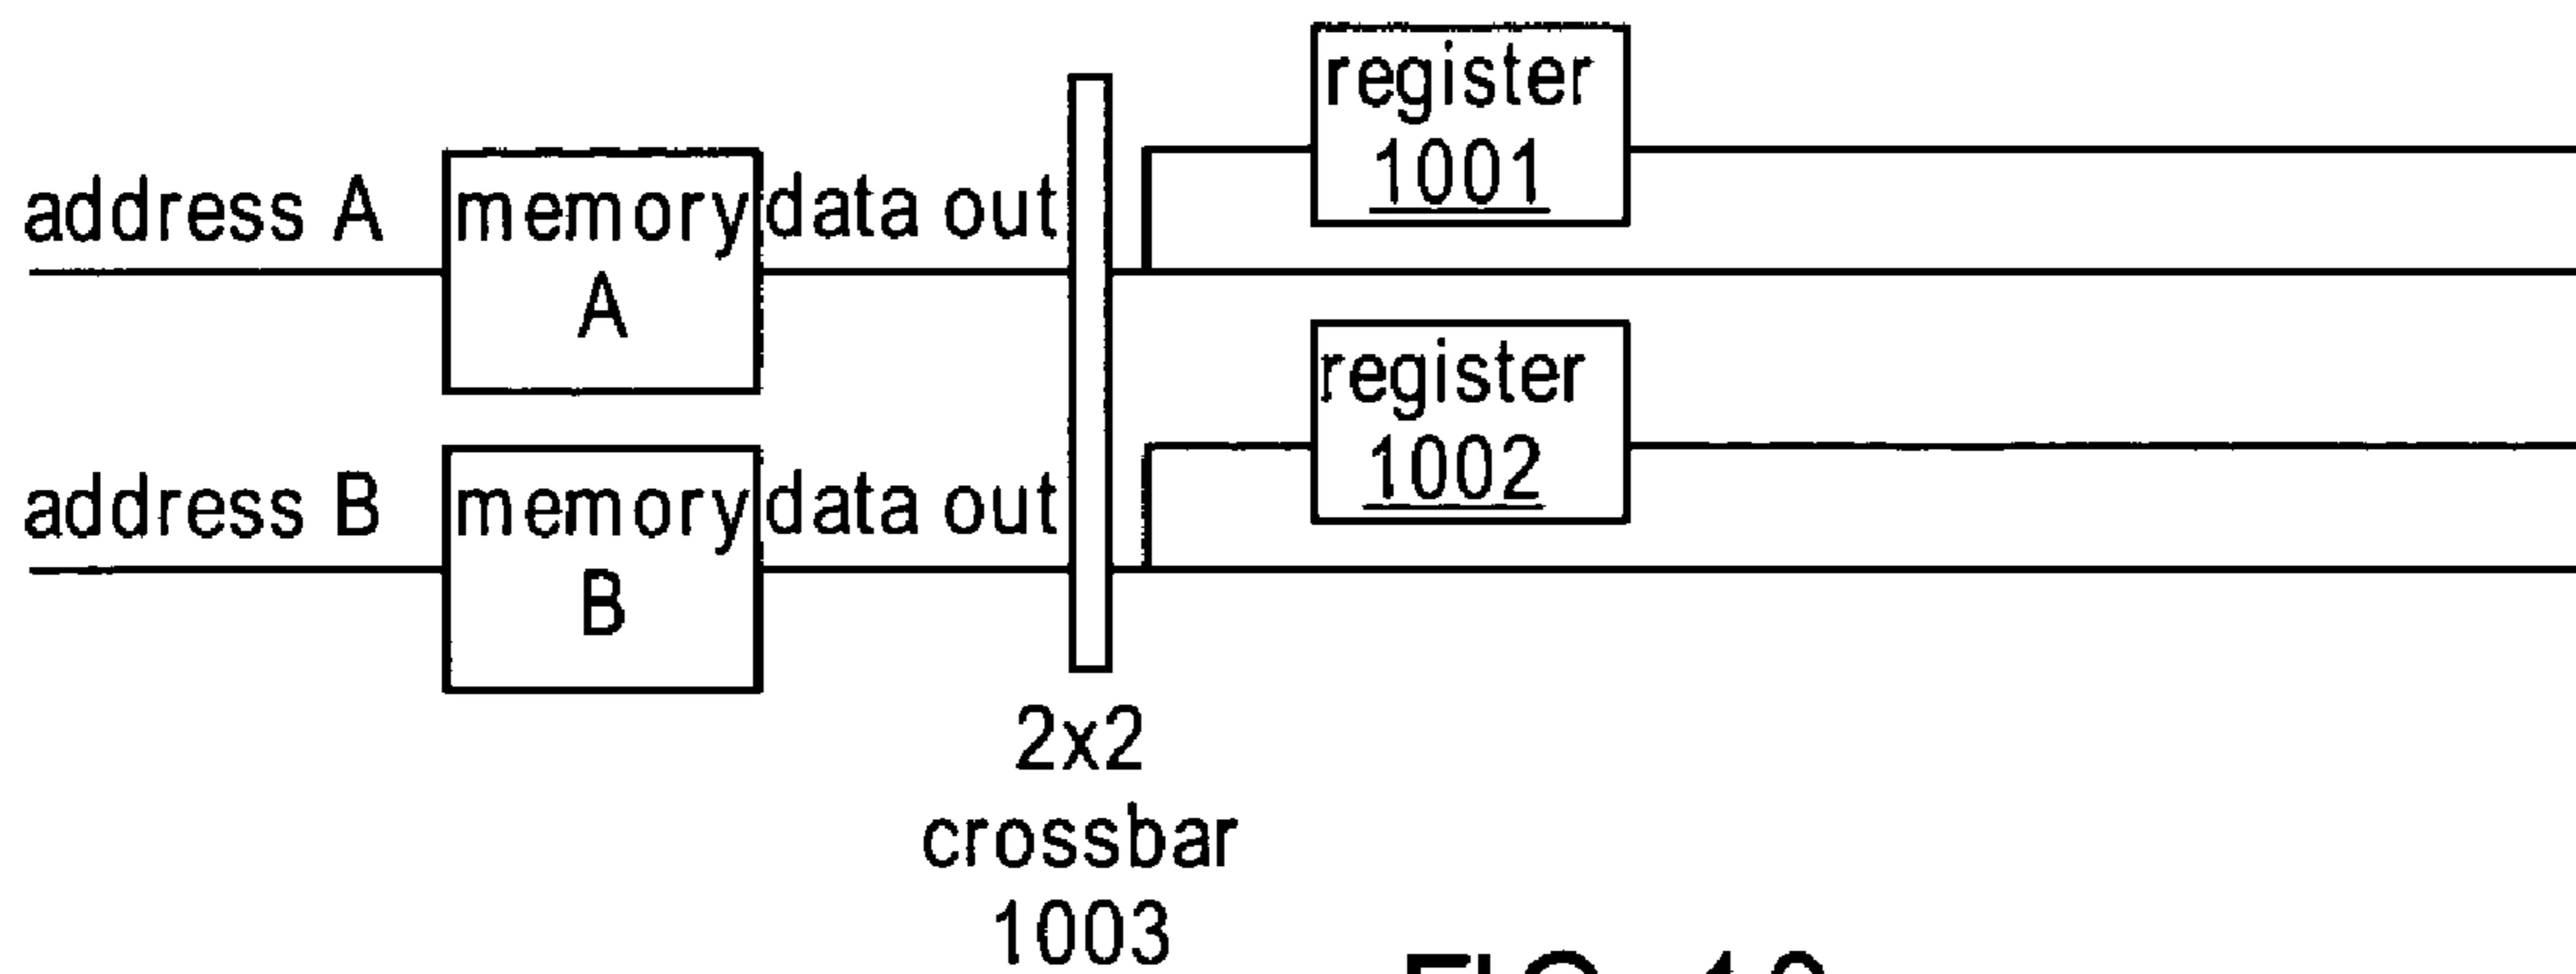 register
1001
address A
memory
A
data out
register
1002
address B
memory
B
data out
2x2
crossbar
1003